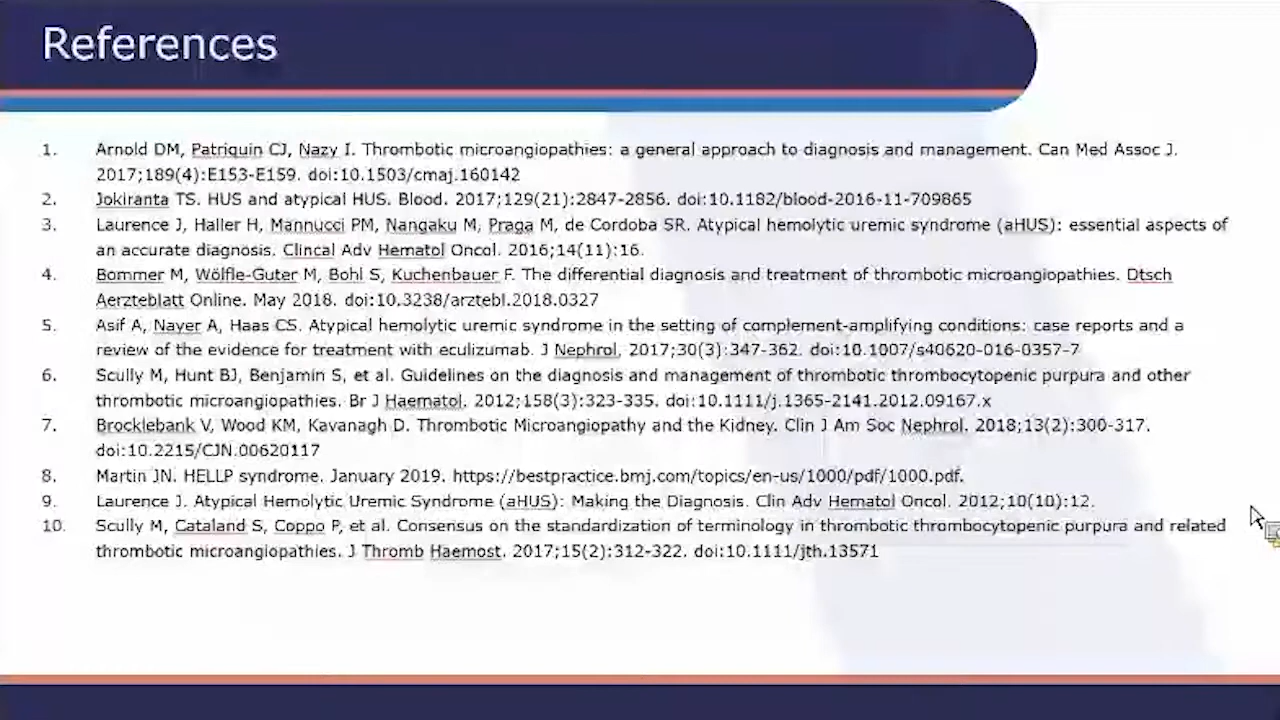 References
1. Arnold DM, Patriquin CJ, Nazy I. Thrombotic microangiopathies: a general approach to diagnosis and management. Can Med Assoc J.
2017;189(4):E153-E159. doi:10.1503/cmaj.160142
2. Jokiranta TS. HUS and atypical HUS. Blood. 2017;129(21):2847-2856. doi:10.1182/blood-2016-11-709865
3. Laurence J, Haller H, Mannucci PM, Nangaku M, Praga M, de Cordoba SR. Atypical hemolytic uremic syndrome (aHUS): essential aspects of
an accurate diagnosis. Clincal Adv Hematol Oncol. 2016;14(11):16.
4. Bommer M, Wölfle-Guter M, Bohl S, Kuchenbauer F. The differential diagnosis and treatment of thrombotic microangiopathies. Dtsch
Aerzteblatt Online. May 2018. doi:10.3238/arztebl.2018.0327
5. Asif A, Nayer A, Haas CS. Atypical hemolytic uremic syndrome in the setting of complement-amplifying conditions: case reports and a
review of the evidence for treatment with eculizumab. J Nephrol. 2017;30(3):347-362. doi:10.1007/s40620-016-0357-7
6. Scully M, Hunt BJ, Benjamin S, et al. Guidelines on the diagnosis and management of thrombotic thrombocytopenic purpura and other
thrombotic microangiopathies. Br J Haematol. 2012;158(3):323-335. doi:10.1111/j.1365-2141.2012.09167.x
7. Brocklebank V, Wood KM, Kavanagh D. Thrombotic Microangiopathy and the Kidney. Clin J Am Soc Nephrol. 2018;13(2):300-317.
doi:10.2215/CJN.00620117
8. Martin JN. HELLP syndrome. January 2019. https://bestpractice.bmj.com/topics/en-us/1000/pdf/1000.pdf.
9. Laurence J. Atypical Hemolytic Uremic Syndrome (aHUS): Making the Diagnosis. Clin Adv Hematol Oncol. 2012;10(10):12.
10. Scully M, Cataland S, Coppo P, et al. Consensus on the standardization of terminology in thrombotic thrombocytopenic purpura and related
thrombotic microangiopathies. J Thromb Haemost. 2017;15(2):312-322. doi:10.1111/jth.13571